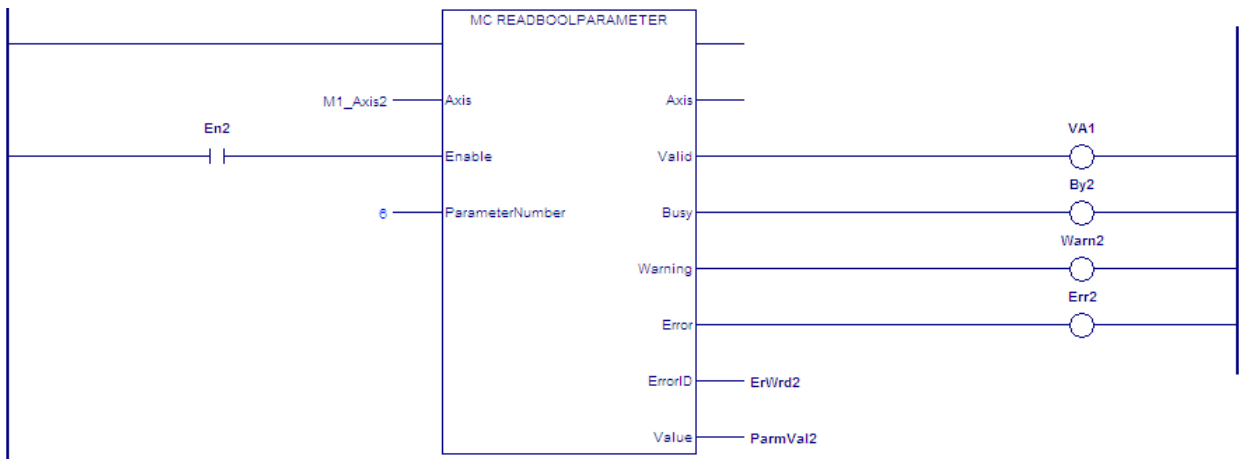 MC READBOOLPARAMETER
M1_Axis2 Axis Axis
En2 VA1
Enable Valid
By2
6 ParameterNumber Busy
Warn2
Warning
Err2
Error
ErrorID ErWrd2
Value ParmVal2